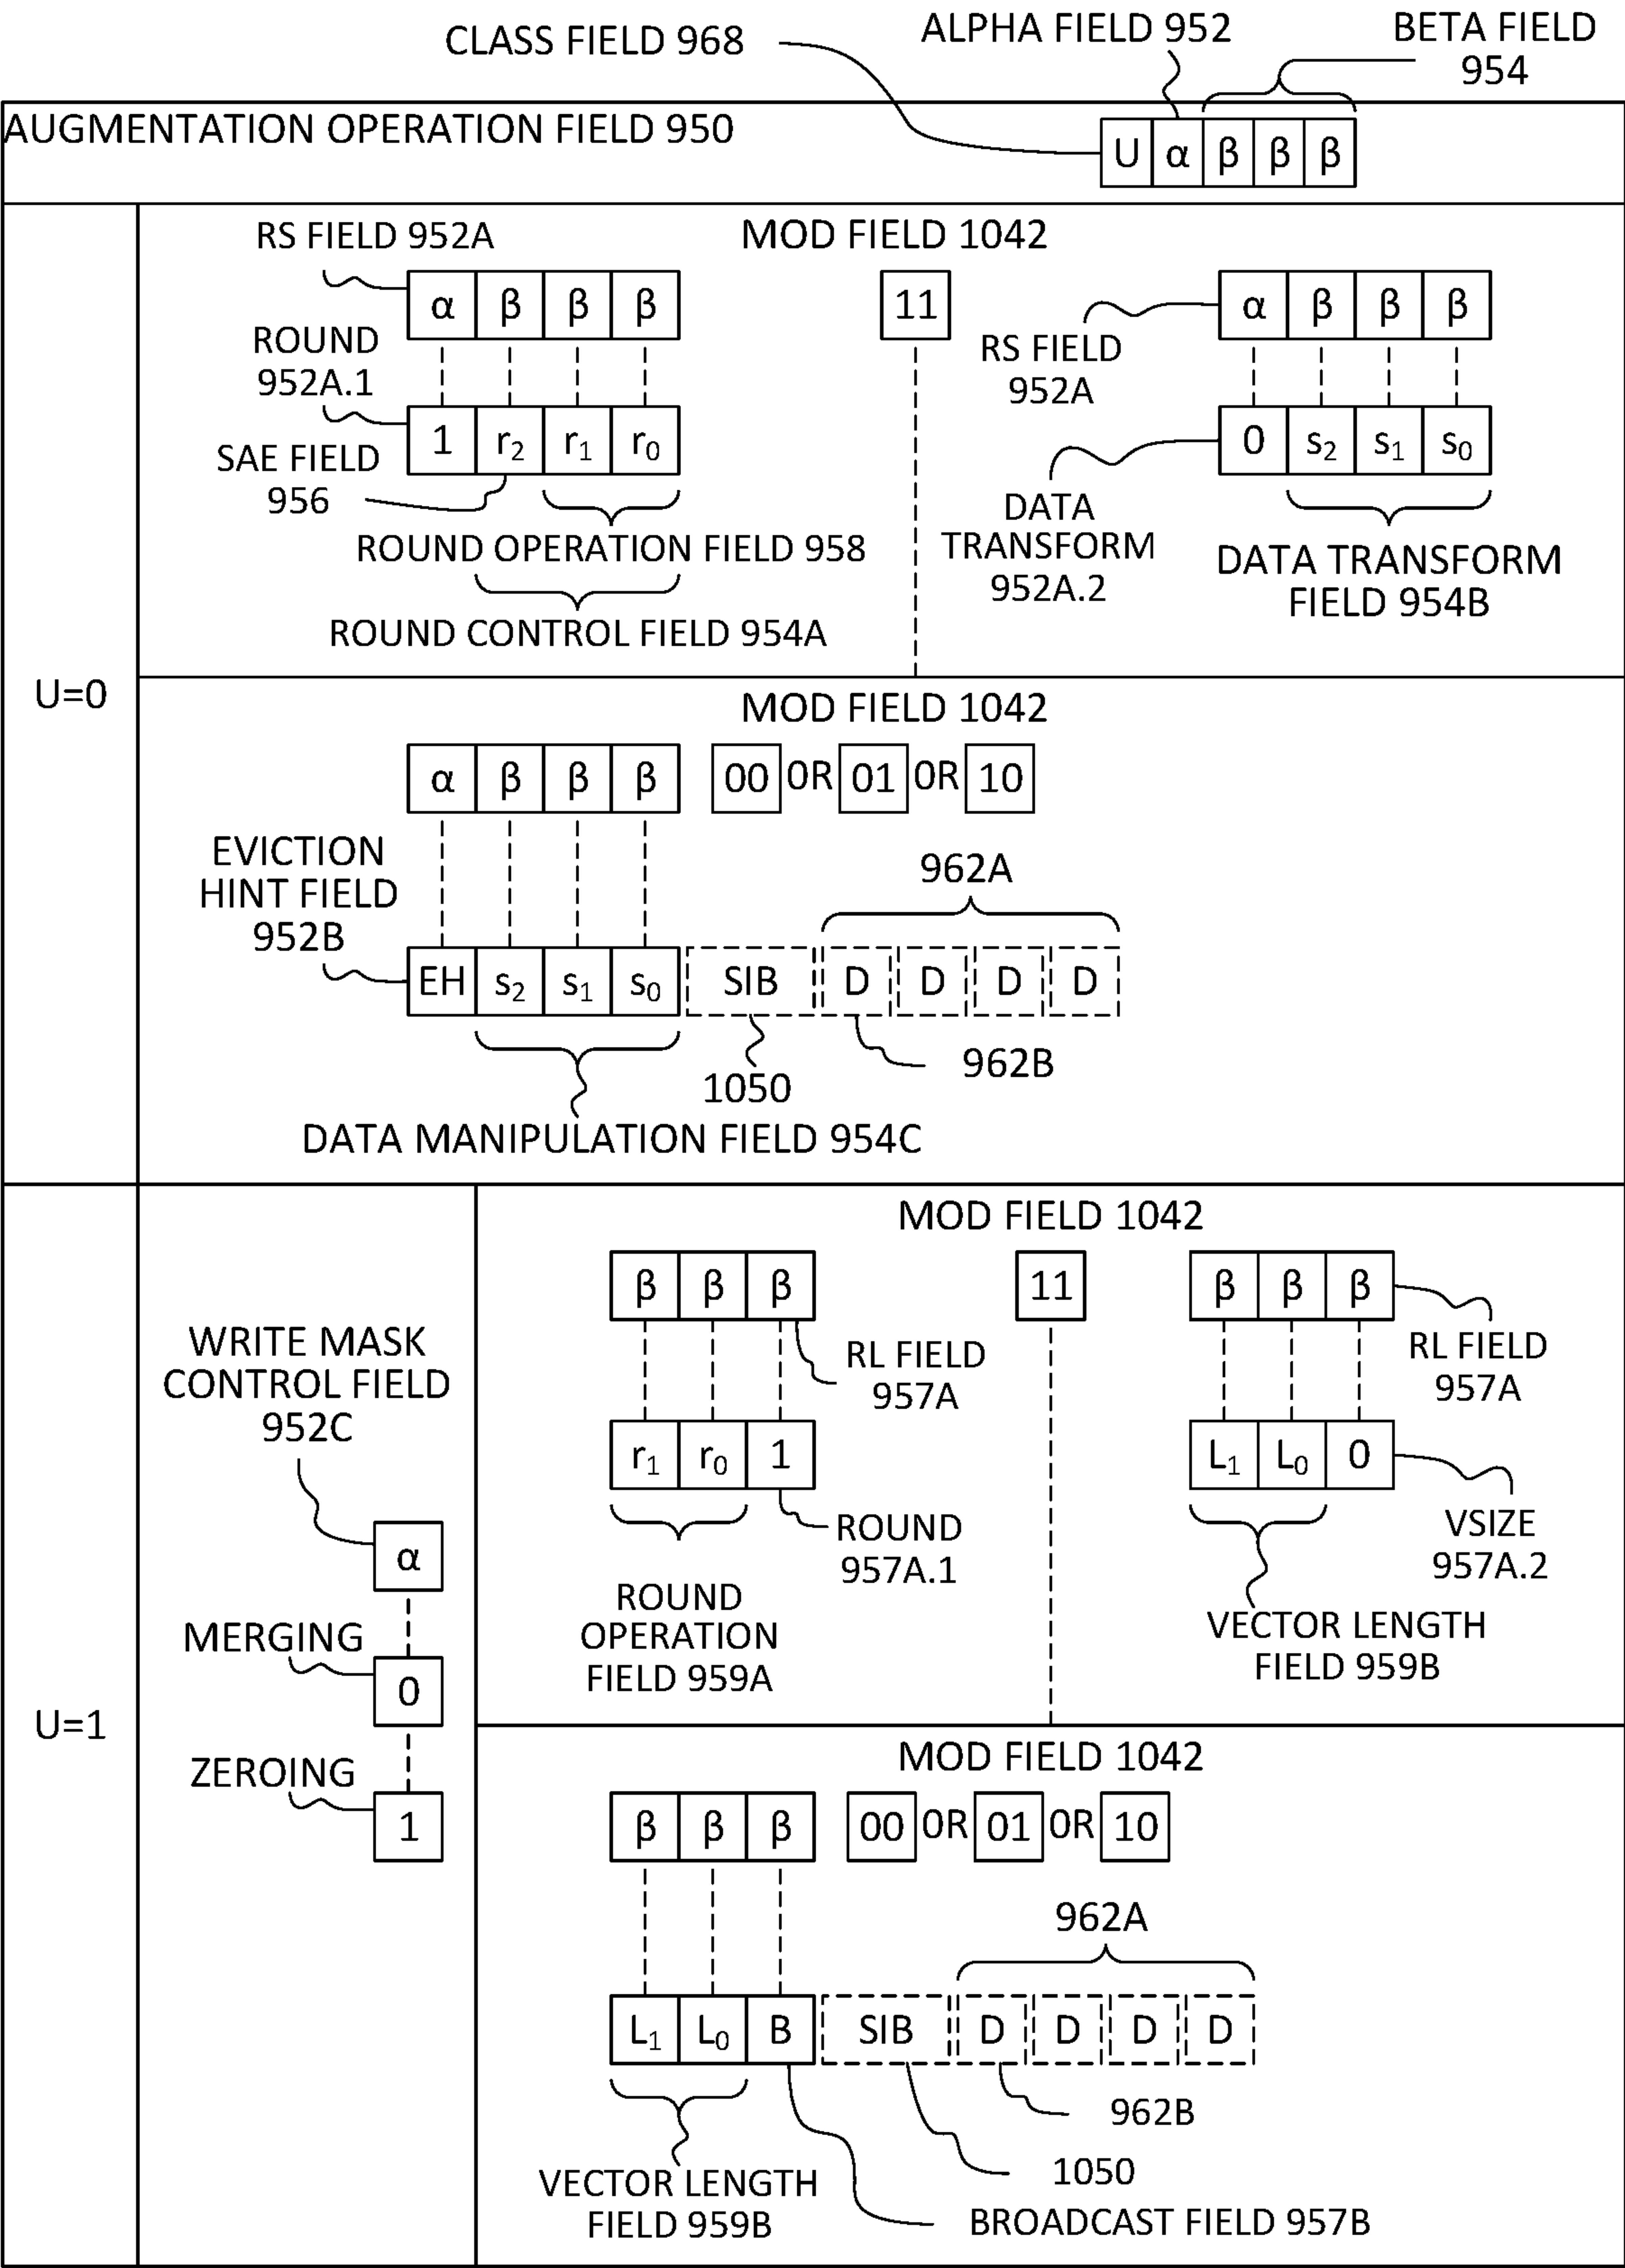 CLASS FIELD 968
ALPHA FIELD 952
BETA FIELD
954
AUGMENTATION OPERATION FIELD 950
U α β β β
U=0
RS FIELD 952A
MOD FIELD 1042
α β β β
11
α β β β
ROUND
952A.1
RS FIELD
952A
1 r₂ r₁ r₀
0 s₂ s₁ s₀
SAE FIELD
956
DATA
TRANSFORM
952A.2
ROUND OPERATION FIELD 958
DATA TRANSFORM
FIELD 954B
ROUND CONTROL FIELD 954A
MOD FIELD 1042
α β β β
00 OR 01 OR 10
EVICTION
HINT FIELD
952B
962A
EH s₂ s₁ s₀ SIB D D D D
962B
1050
DATA MANIPULATION FIELD 954C
U=1
WRITE MASK
CONTROL FIELD
952C
α
MERGING
0
ZEROING
1
MOD FIELD 1042
β β β
11
β β β
RL FIELD
957A
RL FIELD
957A
r₁ r₀ 1
L₁ L₀ 0
ROUND
957A.1
VSIZE
957A.2
ROUND
OPERATION
FIELD 959A
VECTOR LENGTH
FIELD 959B
MOD FIELD 1042
β β β
00 OR 01 OR 10
962A
L₁ L₀ B SIB D D D D
962B
1050
VECTOR LENGTH
FIELD 959B
BROADCAST FIELD 957B